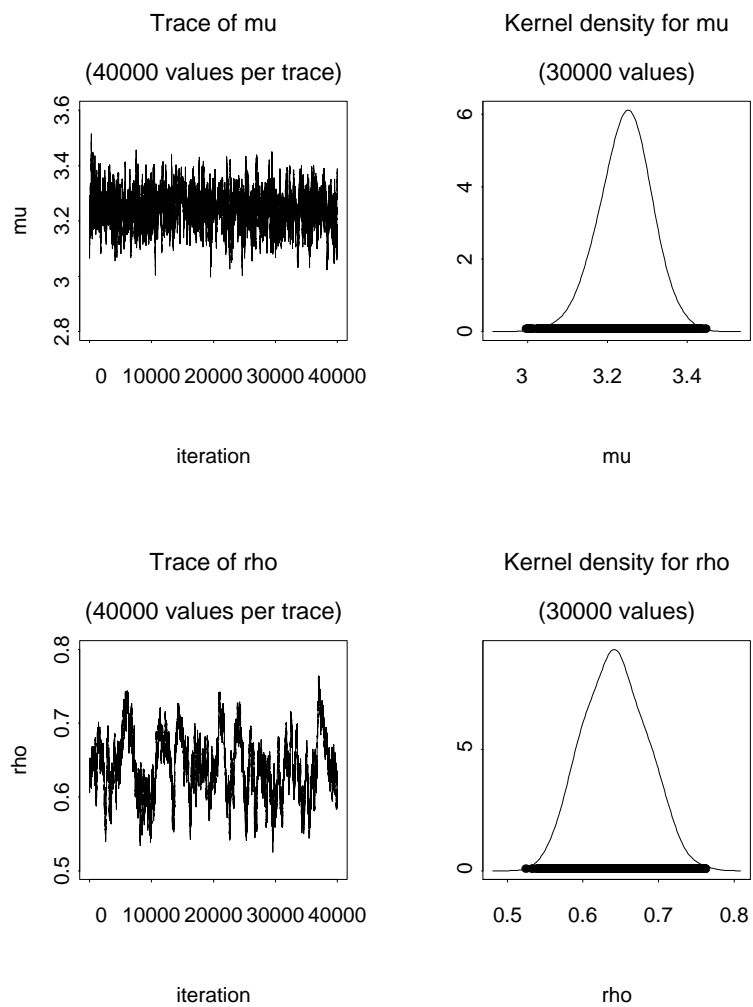 Trace of mu
(40000 values per trace)
mu
3.6
3.4
3.2
3
2.8
0 10000 20000 30000 40000
iteration
Kernel density for mu
(30000 values)
6
4
2
0
3 3.2 3.4
mu
Trace of rho
(40000 values per trace)
rho
0.8
0.7
0.6
0.5
0 10000 20000 30000 40000
iteration
Kernel density for rho
(30000 values)
5
0
0.5 0.6 0.7 0.8
rho